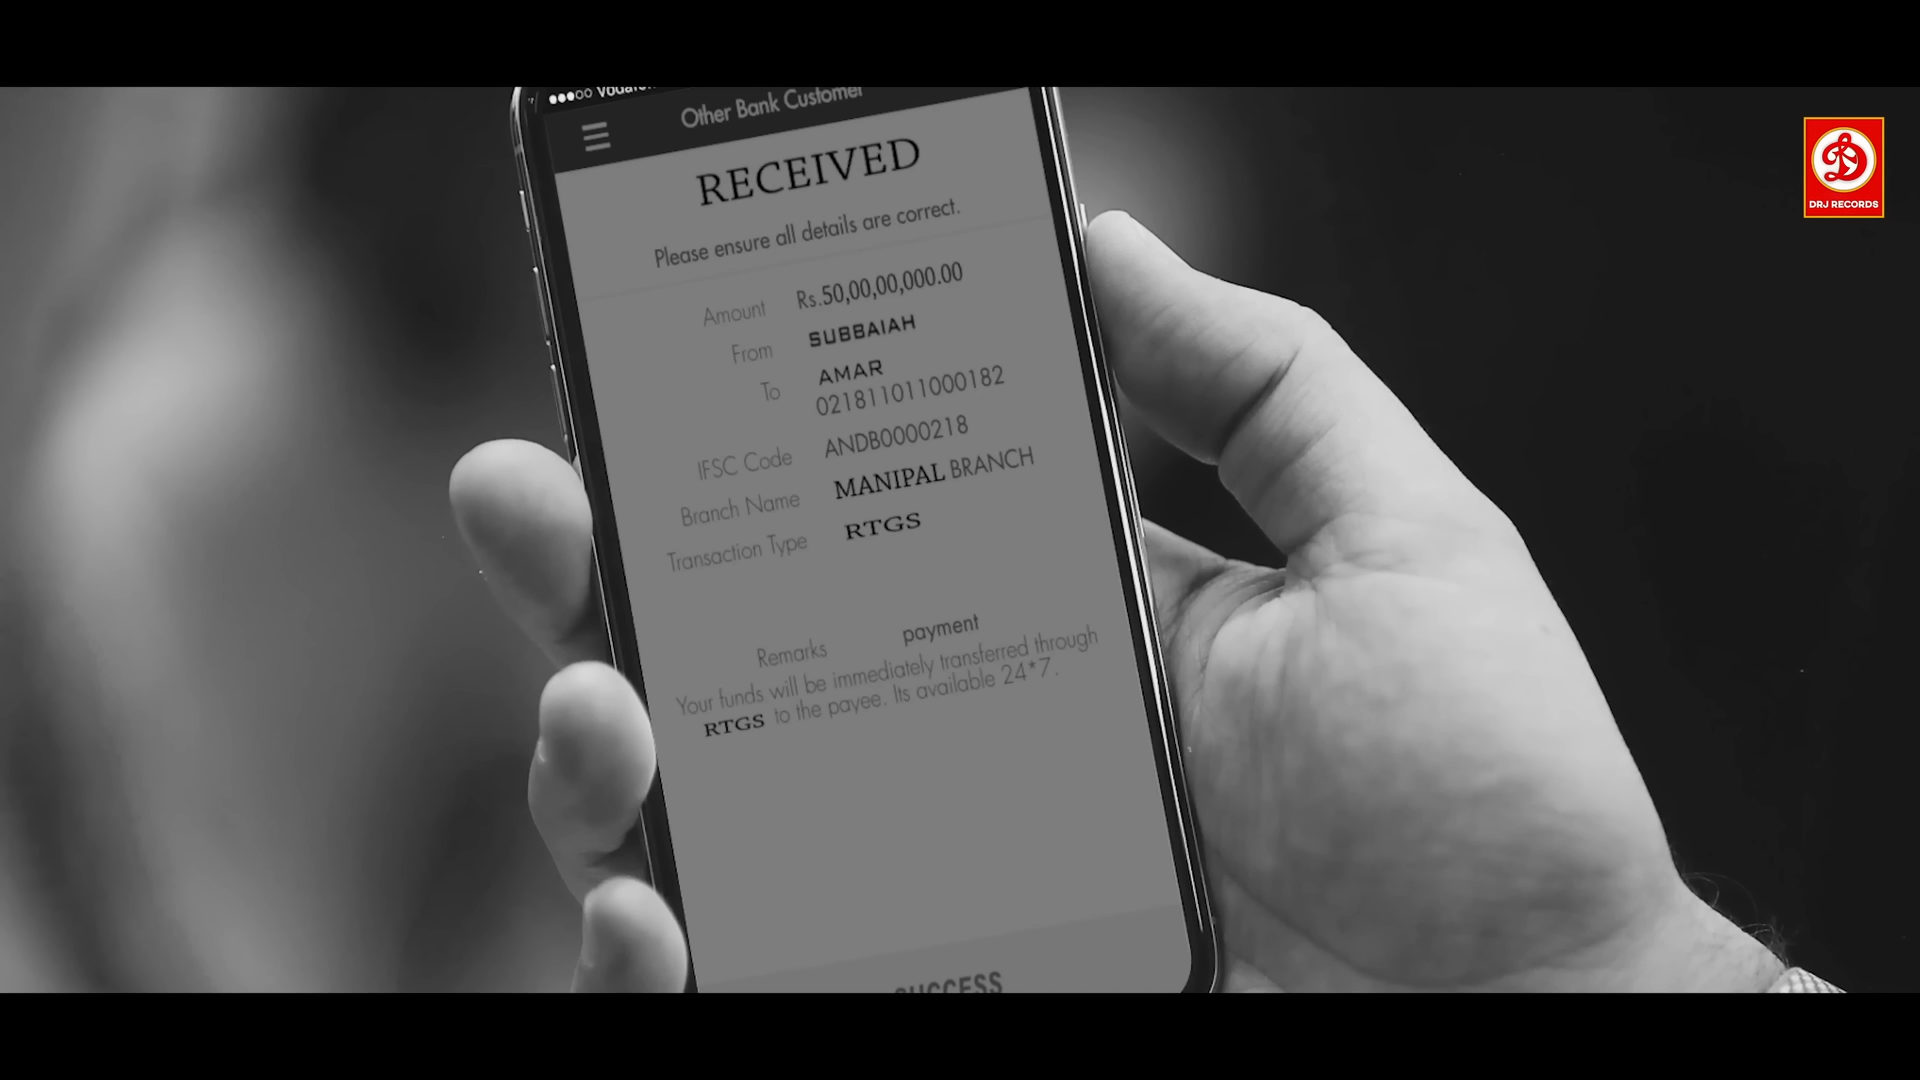 Other Bank Customer
RECEIVED
Please ensure all details are correct.
Amount Rs.50,00,00,000.00
From SUBBAIAH
To AMAR
021811011000182
IFSC Code ANDB0000218
Branch Name MANIPAL BRANCH
Transaction Type RTGS
Remarks payment
Your funds will be immediately transferred through
RTGS to the payee. Its available 24*7.
SUCCESS
DRJ RECORDS